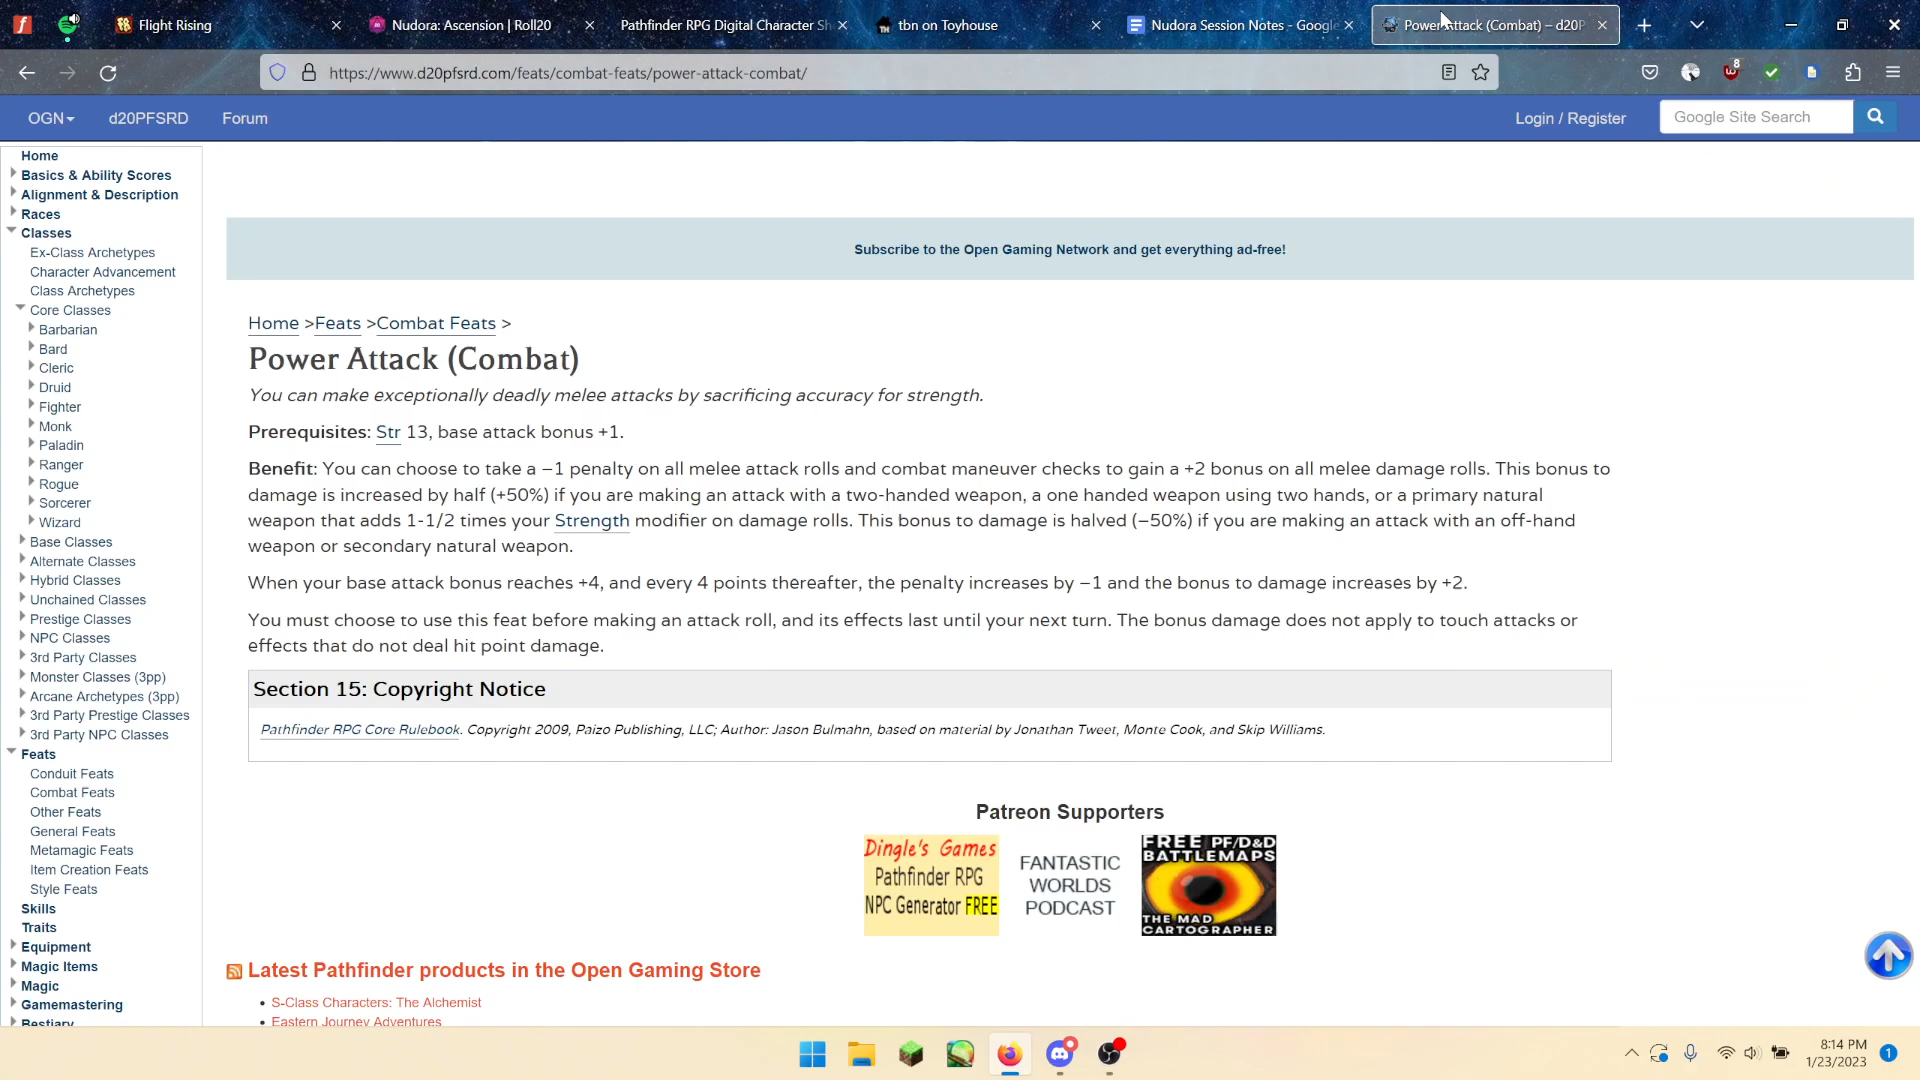 Flight Rising
Nudora: Ascension | Roll20
Pathfinder RPG Digital Character Sh
tbn on Toyhouse
Nudora Session Notes - Google
Power Attack (Combat) – d20P
https://www.d20pfsrd.com/feats/combat-feats/power-attack-combat/
8
OGN
d20PFSRD
Forum
Login / Register
Google Site Search
Home
Basics & Ability Scores
Alignment & Description
Races
Classes
Ex-Class Archetypes
Character Advancement
Class Archetypes
Core Classes
Barbarian
Bard
Cleric
Druid
Fighter
Monk
Paladin
Ranger
Rogue
Sorcerer
Wizard
Base Classes
Alternate Classes
Hybrid Classes
Unchained Classes
Prestige Classes
NPC Classes
3rd Party Classes
Monster Classes (3pp)
Arcane Archetypes (3pp)
3rd Party Prestige Classes
3rd Party NPC Classes
Feats
Conduit Feats
Combat Feats
Other Feats
General Feats
Metamagic Feats
Item Creation Feats
Style Feats
Skills
Traits
Equipment
Magic Items
Magic
Gamemastering
Bestiary
Subscribe to the Open Gaming Network and get everything ad-free!
Home >Feats >Combat Feats >
Power Attack (Combat)
You can make exceptionally deadly melee attacks by sacrificing accuracy for strength.
Prerequisites: Str 13, base attack bonus +1.
Benefit: You can choose to take a –1 penalty on all melee attack rolls and combat maneuver checks to gain a +2 bonus on all melee damage rolls. This bonus to
damage is increased by half (+50%) if you are making an attack with a two-handed weapon, a one handed weapon using two hands, or a primary natural
weapon that adds 1-1/2 times your Strength modifier on damage rolls. This bonus to damage is halved (–50%) if you are making an attack with an off-hand
weapon or secondary natural weapon.
When your base attack bonus reaches +4, and every 4 points thereafter, the penalty increases by –1 and the bonus to damage increases by +2.
You must choose to use this feat before making an attack roll, and its effects last until your next turn. The bonus damage does not apply to touch attacks or
effects that do not deal hit point damage.
Section 15: Copyright Notice
Pathfinder RPG Core Rulebook. Copyright 2009, Paizo Publishing, LLC; Author: Jason Bulmahn, based on material by Jonathan Tweet, Monte Cook, and Skip Williams.
Patreon Supporters
Dingle's Games
Pathfinder RPG
NPC Generator FREE
FANTASTIC
WORLDS
PODCAST
FREE PF/D&D
BATTLEMAPS
THE MAD
CARTOGRAPHER
Latest Pathfinder products in the Open Gaming Store
• S-Class Characters: The Alchemist
• Eastern Journey Adventures
8:14 PM
1/23/2023
1